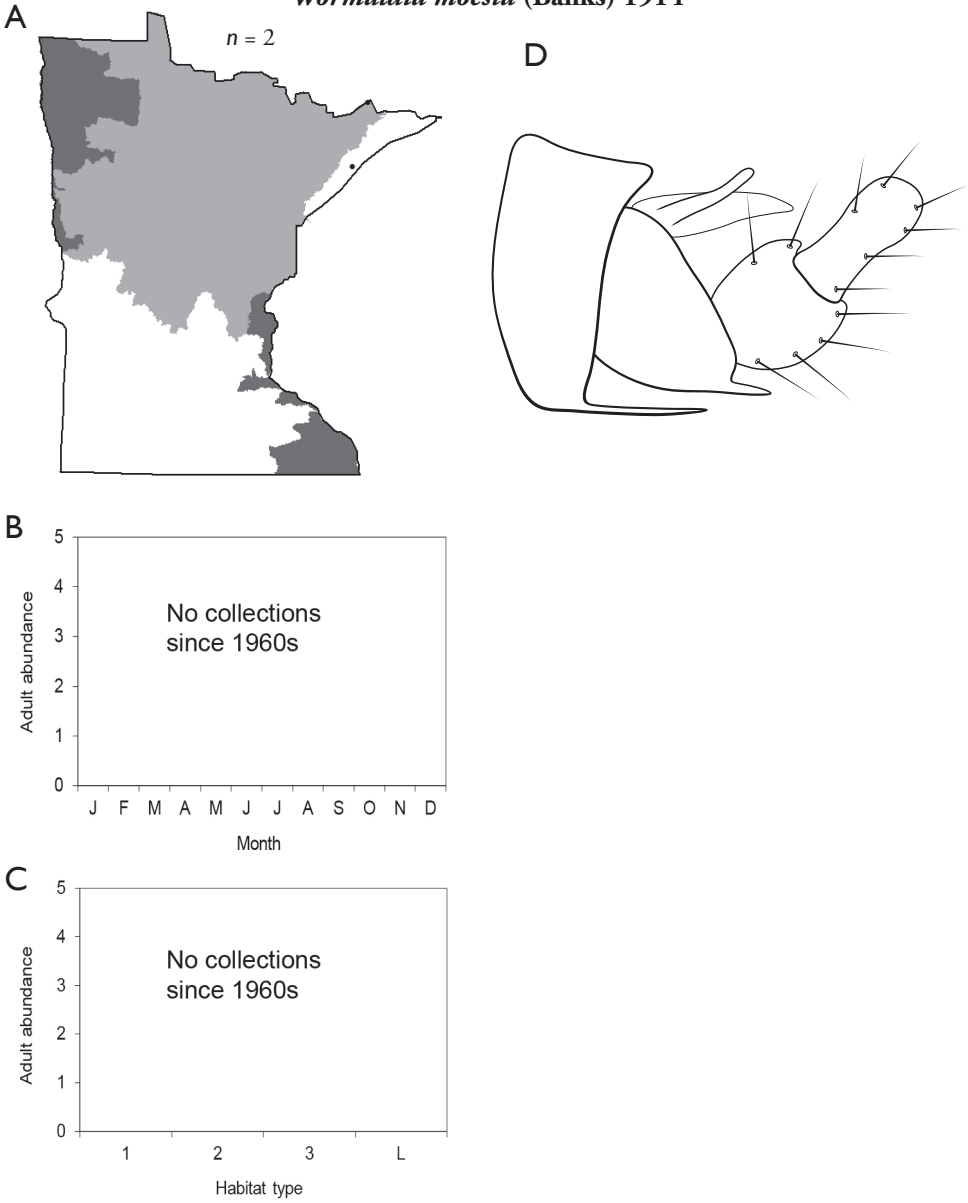 Wormaldia moesta (Banks) 1911
A
n = 2
D
B
5
4
3
2
1
0
Adult abundance
No collections
since 1960s
J F M A M J J A S O N D
Month
C
5
4
3
2
1
0
Adult abundance
No collections
since 1960s
1 2 3 L
Habitat type